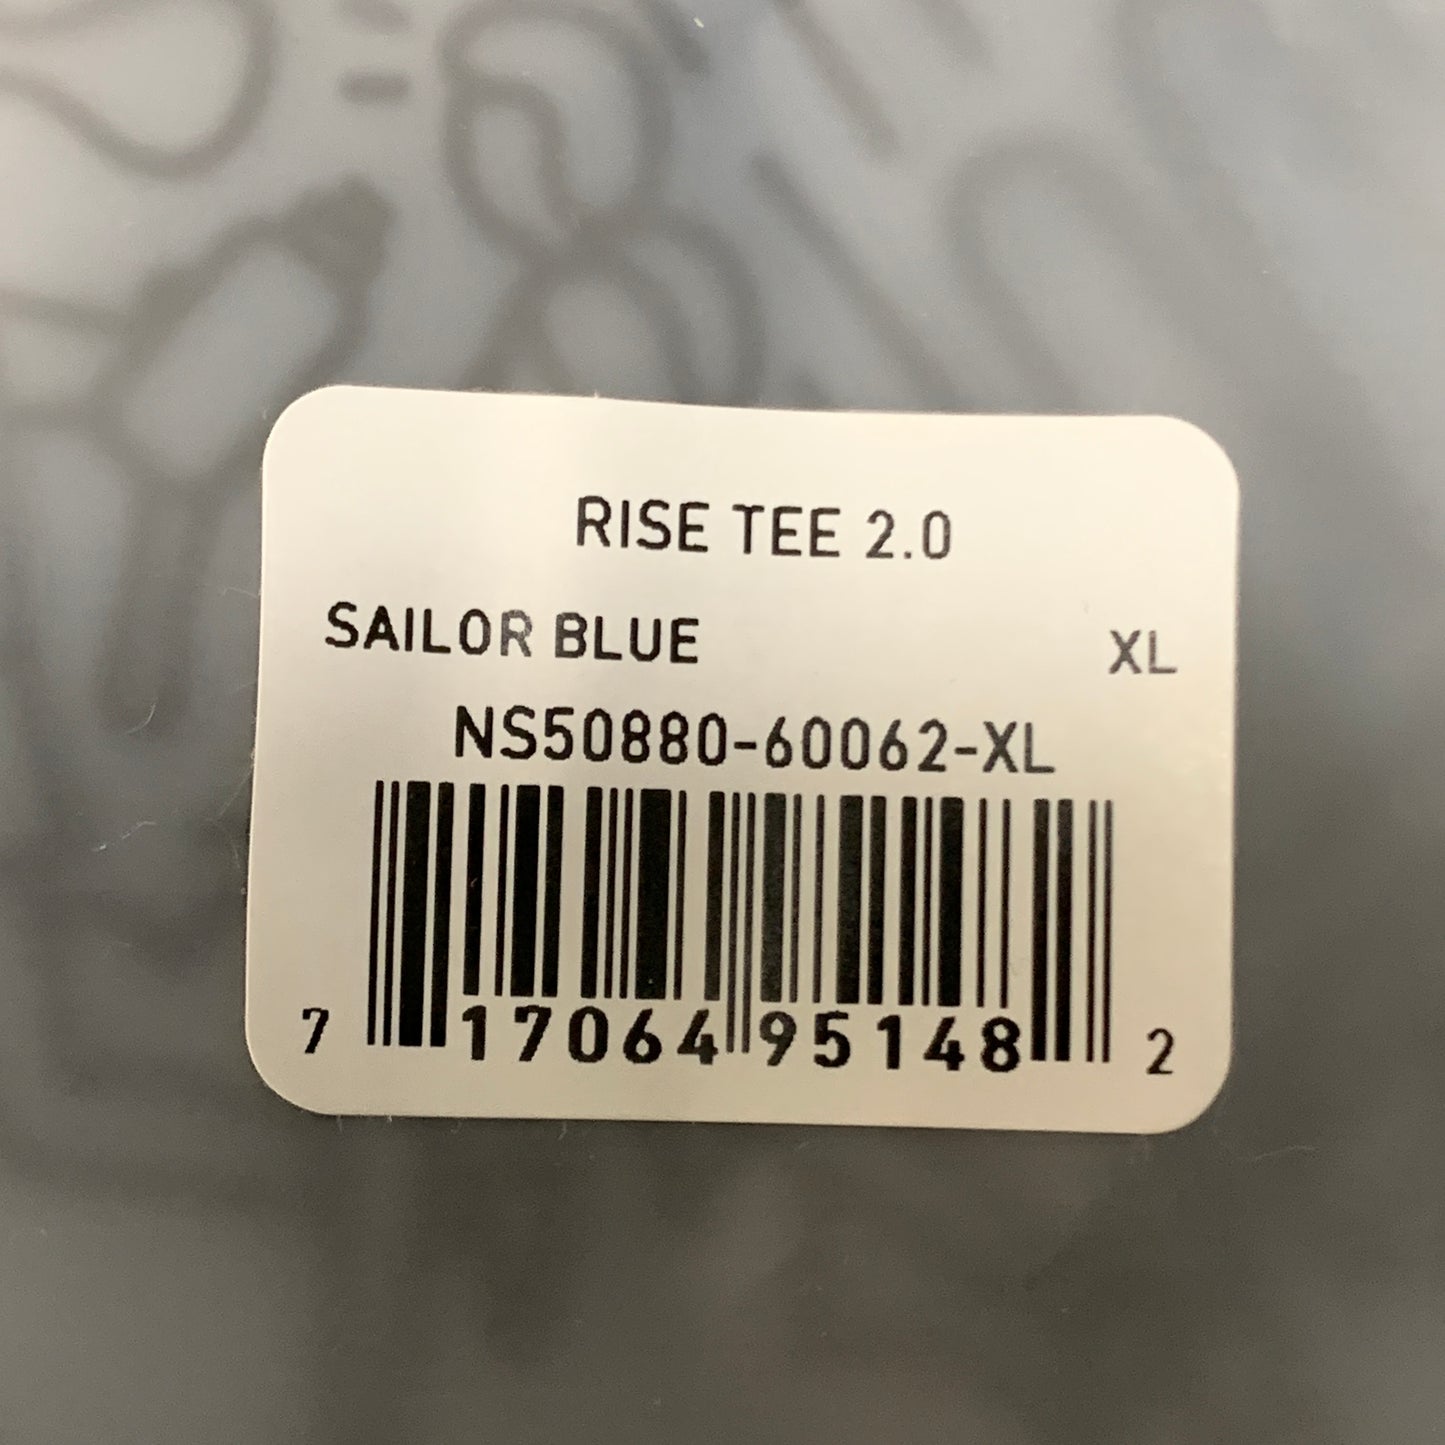 RISE TEE 2.0
SAILOR BLUE XL
NS50880-60062-XL
7 17064 95148 2